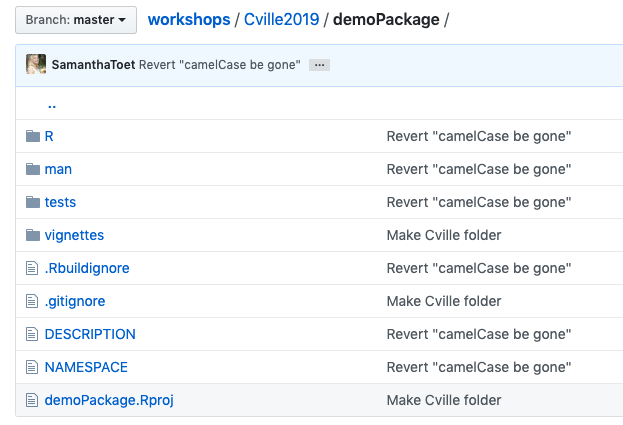 Branch: master workshops / Cville2019 / demoPackage /
SamanthaToet Revert "camelCase be gone" ...
..
R Revert "camelCase be gone"
man Revert "camelCase be gone"
tests Revert "camelCase be gone"
vignettes Make Cville folder
.Rbuildignore Revert "camelCase be gone"
.gitignore Make Cville folder
DESCRIPTION Revert "camelCase be gone"
NAMESPACE Revert "camelCase be gone"
demoPackage.Rproj Make Cville folder